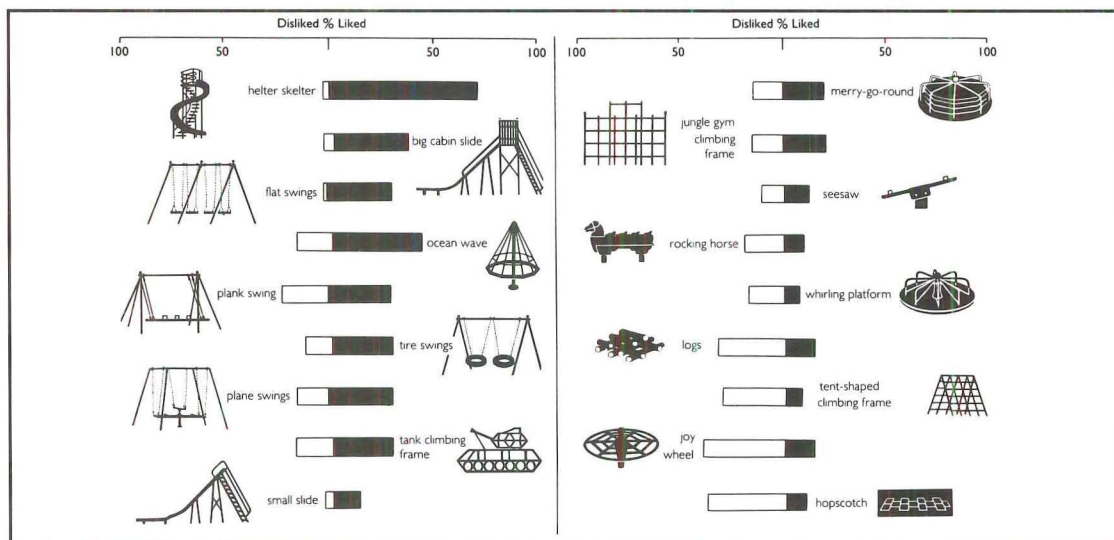 Disliked % Liked
100 50 0 50 100
helter skelter
big cabin slide
flat swings
ocean wave
plank swing
tire swings
plane swings
tank climbing
frame
small slide
Disliked % Liked
100 50 0 50 100
merry-go-round
jungle gym
climbing
frame
seesaw
rocking horse
whirling platform
logs
tent-shaped
climbing frame
joy
wheel
hopscotch